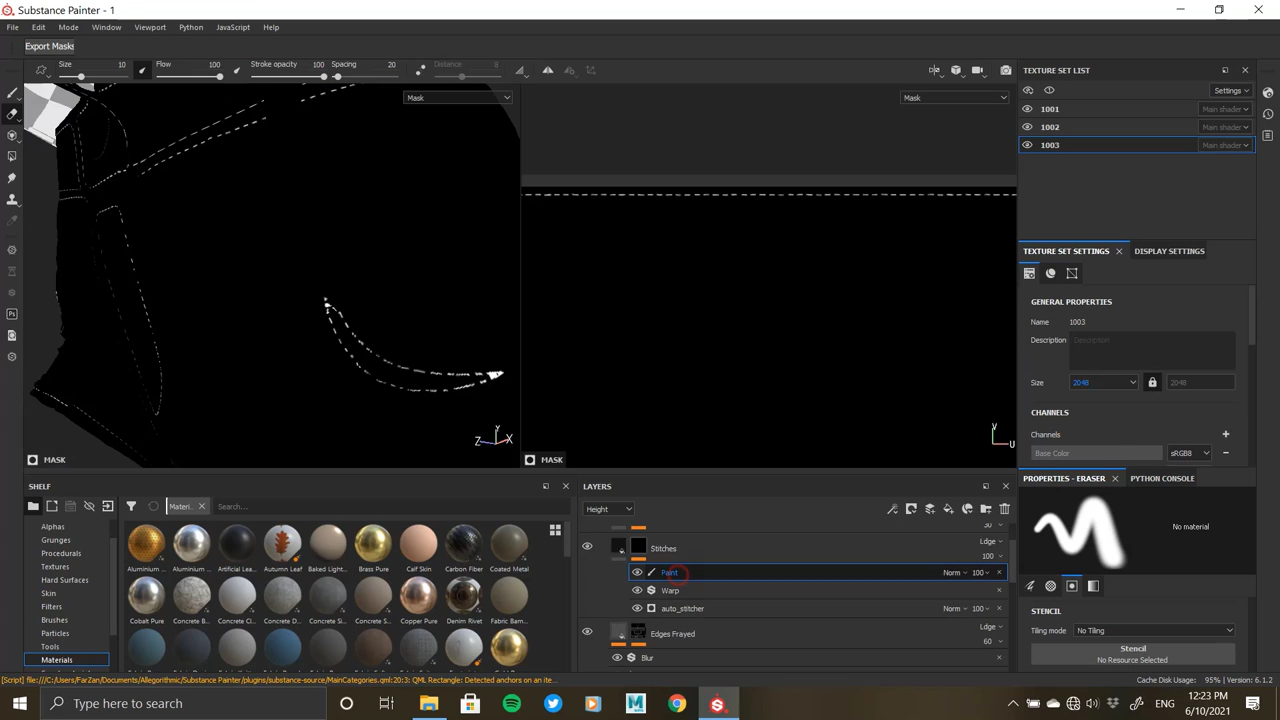 Substance Painter - 1
File Edit Mode Window Viewport Python JavaScript Help
Export Masks
Size 10 Flow 100 Stroke opacity 100 Spacing 20 Distance 8
Mask
Mask
Z Y X
V
U
MASK
MASK
TEXTURE SET LIST
Settings
1001 Main shader
1002 Main shader
1003 Main shader
TEXTURE SET SETTINGS DISPLAY SETTINGS
GENERAL PROPERTIES
Name 1003
Description Description
Size 2048 2048
CHANNELS
Channels
Base Color sRGB8
PROPERTIES - ERASER PYTHON CONSOLE
No material
STENCIL
Tiling mode No Tiling
Stencil
No Resource Selected
SHELF
Materi...
Search...
Alphas
Grunges
Procedurals
Textures
Hard Surfaces
Skin
Filters
Brushes
Particles
Tools
Materials
Aluminium ... Aluminium ... Artificial Lea... Autumn Leaf Baked Light... Brass Pure Calf Skin Carbon Fiber Coated Metal
Cobalt Pure Concrete B... Concrete C... Concrete D... Concrete Si... Concrete S... Copper Pure Denim Rivet Fabric Bam...
LAYERS
Height
30
Stitches Ldge
100
Paint Norm 100
Warp
auto_stitcher Norm 100
Edges Frayed Ldge
60
Blur
[Script] file:///C:/Users/FarZan/Documents/Allegorithmic/Substance Painter/plugins/substance-source/MainCategories.qml:20:3: QML Rectangle: Detected anchors on an ite...
Cache Disk Usage: 95% | Version: 6.1.2
Type here to search
ENG
12:23 PM
6/10/2021